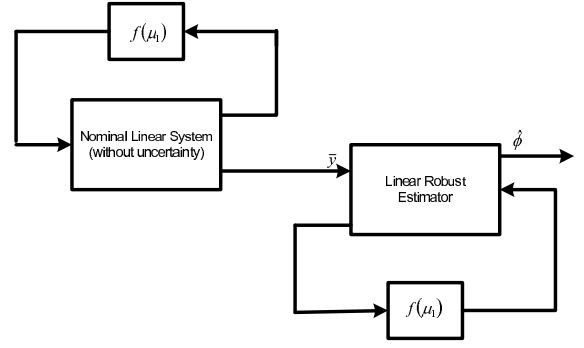 f(μ₁)
Nominal Linear System
(without uncertainty)
ȳ
ϕ̂
Linear Robust
Estimator
f(μ₁)